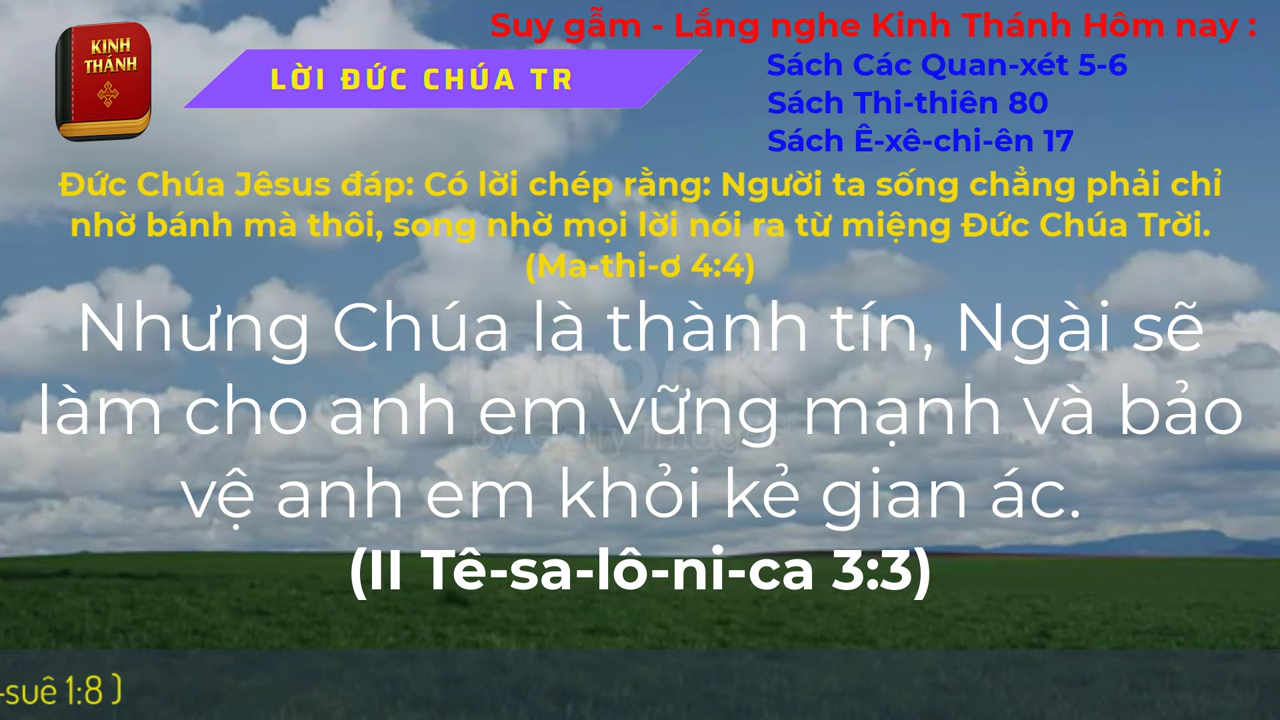 Suy gẫm - Lắng nghe Kinh Thánh Hôm nay :
KINH
THÁNH
LỜI ĐỨC CHÚA TR
Sách Các Quan-xét 5-6
Sách Thi-thiên 80
Sách Ê-xê-chi-ên 17
Đức Chúa Jêsus đáp: Có lời chép rằng: Người ta sống chẳng phải chỉ
nhờ bánh mà thôi, song nhờ mọi lời nói ra từ miệng Đức Chúa Trời.
(Ma-thi-ơ 4:4)
Nhưng Chúa là thành tín, Ngài sẽ
làm cho anh em vững mạnh và bảo
vệ anh em khỏi kẻ gian ác.
(II Tê-sa-lô-ni-ca 3:3)
-suê 1:8 )